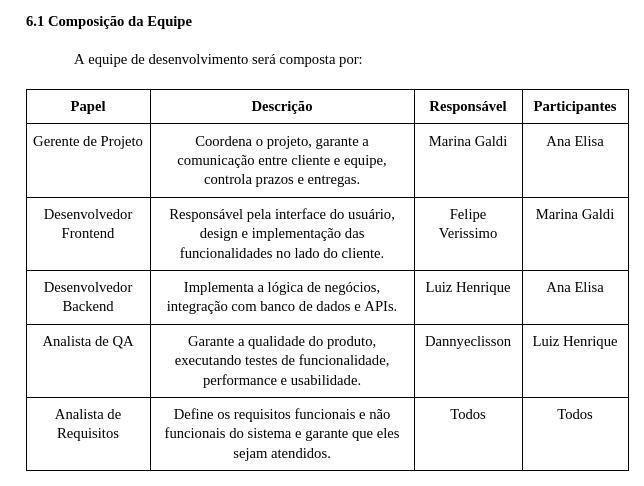 6.1 Composição da Equipe
A equipe de desenvolvimento será composta por:
Papel Descrição Responsável Participantes
Gerente de Projeto Coordena o projeto, garante a Marina Galdi Ana Elisa
comunicação entre cliente e equipe,
controla prazos e entregas.
Desenvolvedor Responsável pela interface do usuário, Felipe Marina Galdi
Frontend design e implementação das Verissimo
funcionalidades no lado do cliente.
Desenvolvedor Implementa a lógica de negócios, Luiz Henrique Ana Elisa
Backend integração com banco de dados e APIs.
Analista de QA Garante a qualidade do produto, Dannyeclisson Luiz Henrique
executando testes de funcionalidade,
performance e usabilidade.
Analista de Define os requisitos funcionais e não Todos Todos
Requisitos funcionais do sistema e garante que eles
sejam atendidos.